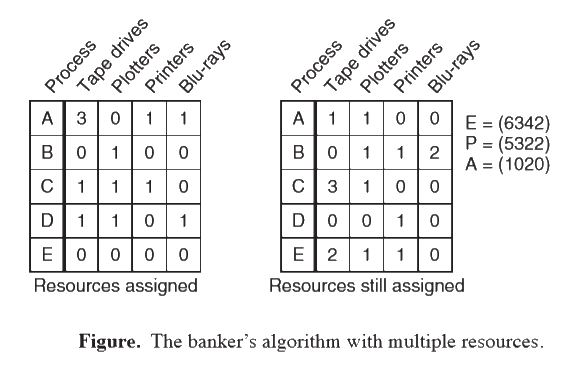 Process Tape drives Plotters Printers Blu-rays
A 3 0 1 1
B 0 1 0 0
C 1 1 1 0
D 1 1 0 1
E 0 0 0 0
Resources assigned
Process Tape drives Plotters Printers Blu-rays
A 1 1 0 0
B 0 1 1 2
C 3 1 0 0
D 0 0 1 0
E 2 1 1 0
Resources still assigned
E = (6342)
P = (5322)
A = (1020)
Figure. The banker's algorithm with multiple resources.